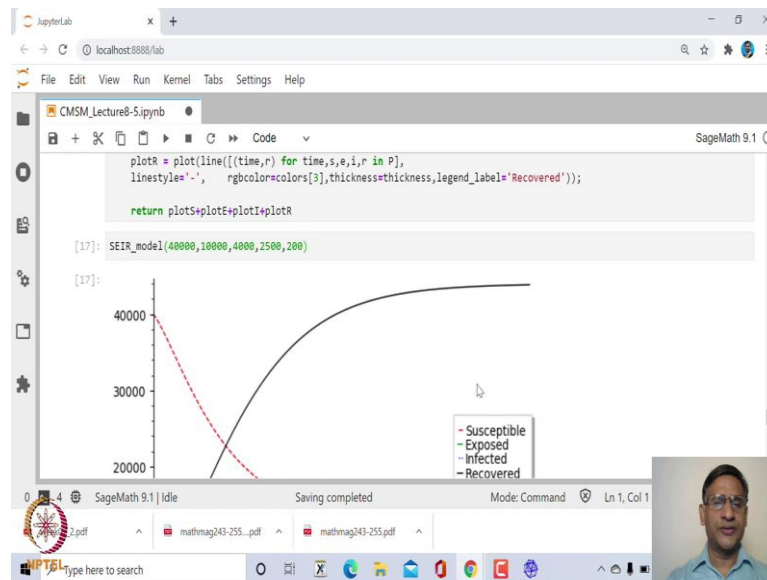 JupyterLab
localhost:8888/lab
File Edit View Run Kernel Tabs Settings Help
CMSM_Lecture8-5.ipynb
Code
SageMath 9.1
plotR = plot(line([(time,r) for time,s,e,i,r in P],
linestyle='-', rgbcolor=colors[3],thickness=thickness,legend_label='Recovered'));
return plotS+plotE+plotI+plotR
[17]: SEIR_model(40000,10000,4000,2500,200)
[17]:
40000
30000
20000
Susceptible
Exposed
Infected
Recovered
0 4 SageMath 9.1 | Idle Saving completed Mode: Command Ln 1, Col 1
2.pdf mathmag243-255....pdf mathmag243-255.pdf
NPTEL
Type here to search